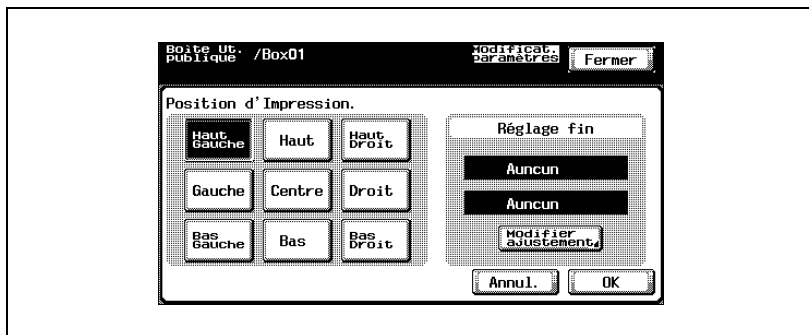 Boîte Ut.
publique /Box01
Modificat.
paramètres
Fermer
Position d'Impression.
Haut
Gauche
Haut
Haut
Droit
Gauche
Centre
Droit
Bas
Gauche
Bas
Bas
Droit
Réglage fin
Auncun
Auncun
Modifier
ajustement
Annul.
OK